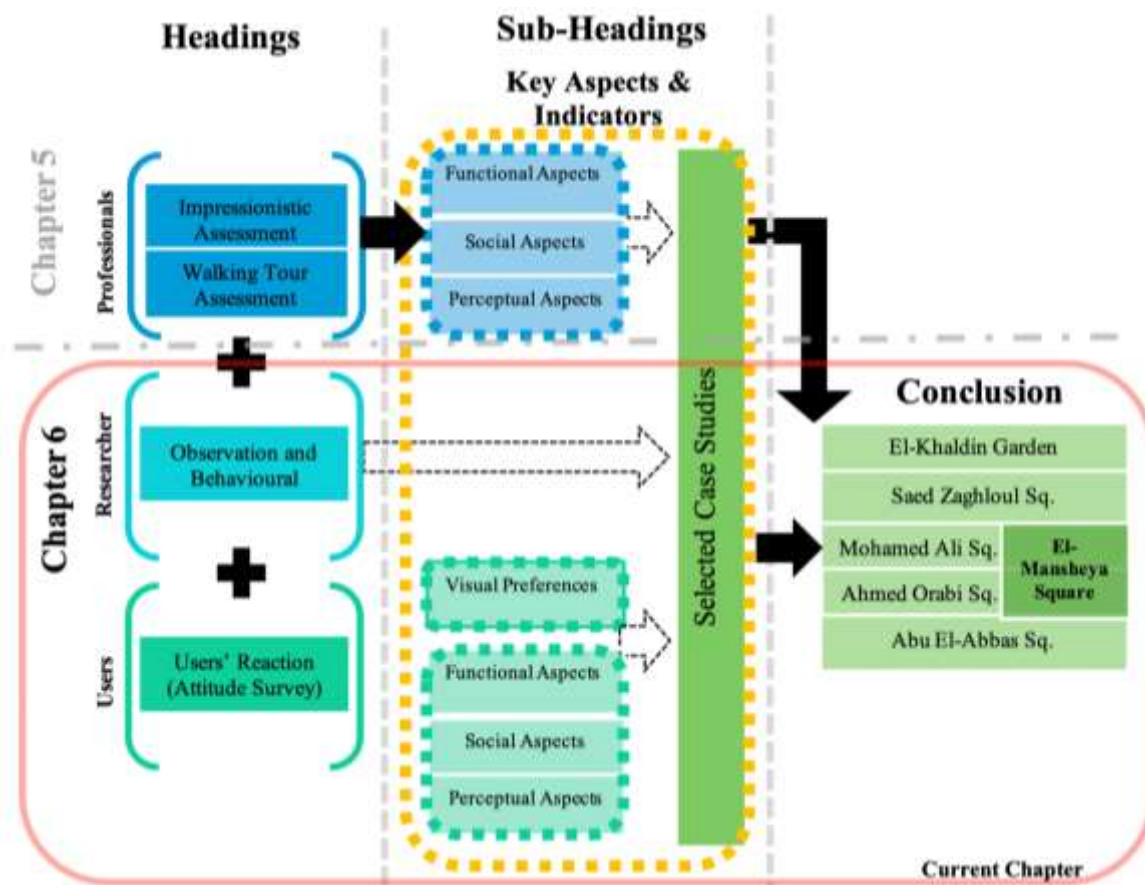 Headings
Sub-Headings
Key Aspects &
Indicators
Chapter 5
Professionals
Impressionistic
Assessment
Walking Tour
Assessment
Functional Aspects
Social Aspects
Perceptual Aspects
Selected Case Studies
Chapter 6
Researcher
Observation and
Behavioural
Users
Users' Reaction
(Attitude Survey)
Visual Preferences
Functional Aspects
Social Aspects
Perceptual Aspects
Conclusion
El-Khaldin Garden
Saed Zaghloul Sq.
Mohamed Ali Sq.
Ahmed Orabi Sq.
El-
Mansheya
Square
Abu El-Abbas Sq.
Current Chapter